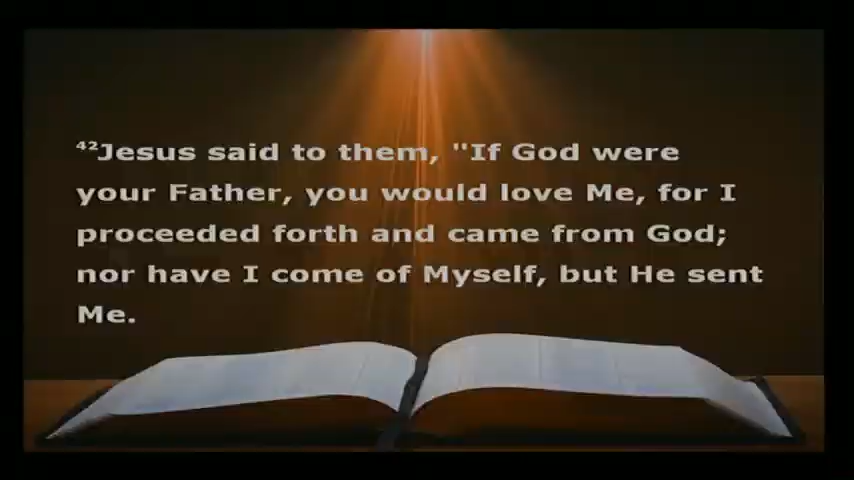 ⁴²Jesus said to them, "If God were
your Father, you would love Me, for I
proceeded forth and came from God;
nor have I come of Myself, but He sent
Me.